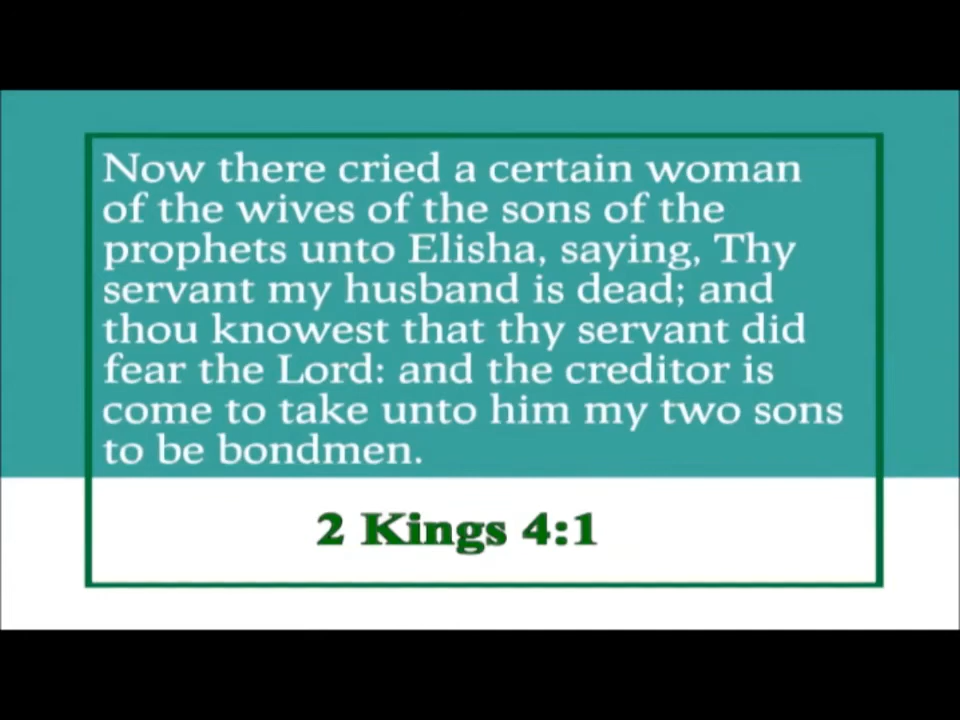 Now there cried a certain woman
of the wives of the sons of the
prophets unto Elisha, saying, Thy
servant my husband is dead; and
thou knowest that thy servant did
fear the Lord: and the creditor is
come to take unto him my two sons
to be bondmen.
2 Kings 4:1